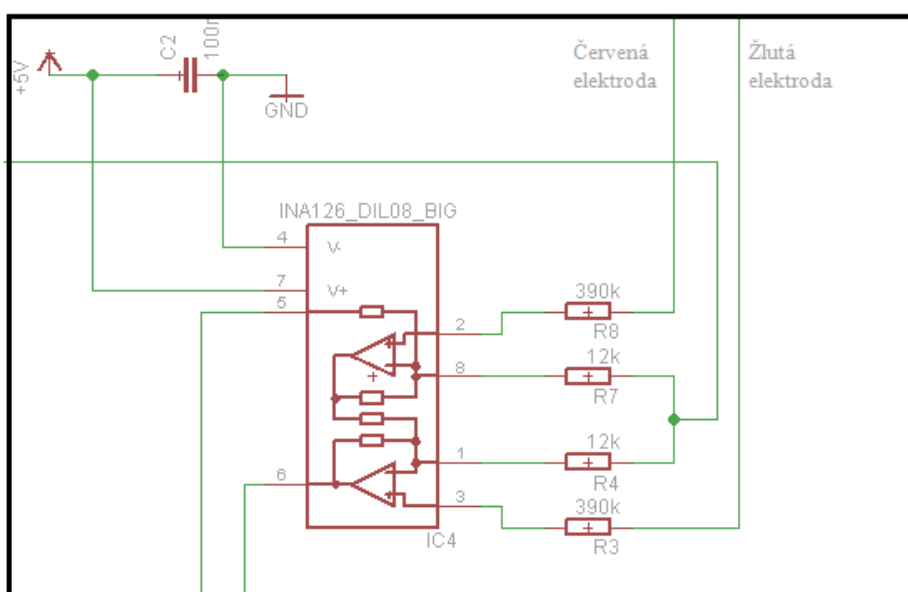 +5V
C2
100n
GND
Červená
elektroda
Žlutá
elektroda
INA126_DIL08_BIG
4
V-
7
V+
5
2
8
1
3
6
IC4
390k
R8
12k
R7
12k
R4
390k
R3